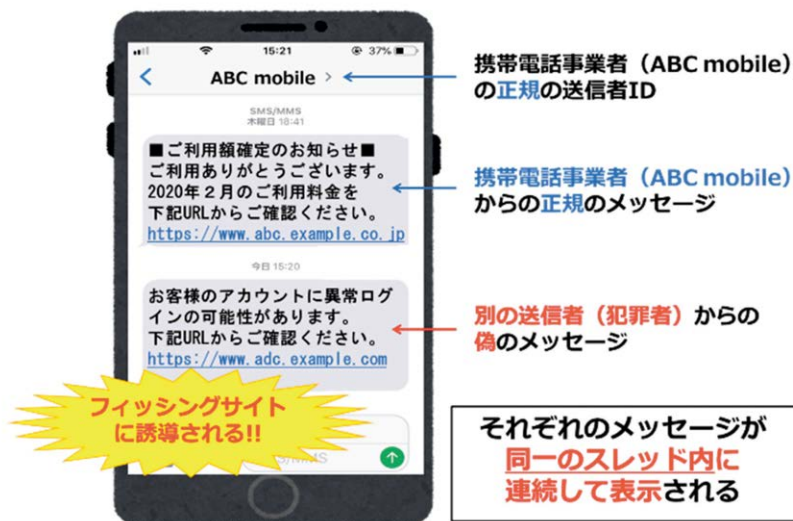 15:21
37%
ABC mobile
携帯電話事業者（ABC mobile）
の正規の送信者ID
SMS/MMS
木曜日 18:41
■ご利用額確定のお知らせ■
ご利用ありがとうございます。
2020年２月のご利用料金を
下記URLからご確認ください。
https://www.abc.example.co.jp
携帯電話事業者（ABC mobile）
からの正規のメッセージ
今日 15:20
お客様のアカウントに異常ログ
インの可能性があります。
下記URLからご確認ください。
https://www.adc.example.com
別の送信者（犯罪者）からの
偽のメッセージ
フィッシングサイト
に誘導される!!
それぞれのメッセージが
同一のスレッド内に
連続して表示される